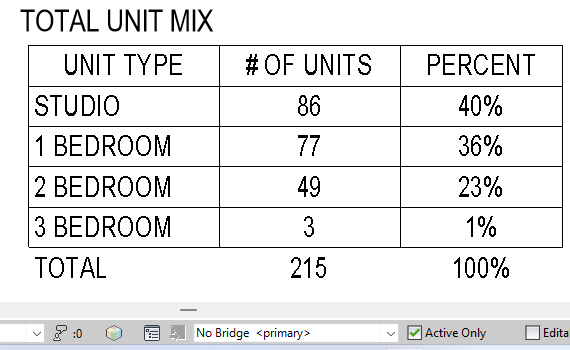 TOTAL UNIT MIX
UNIT TYPE # OF UNITS PERCENT
STUDIO 86 40%
1 BEDROOM 77 36%
2 BEDROOM 49 23%
3 BEDROOM 3 1%
TOTAL 215 100%
:0 No Bridge <primary> Active Only Edita